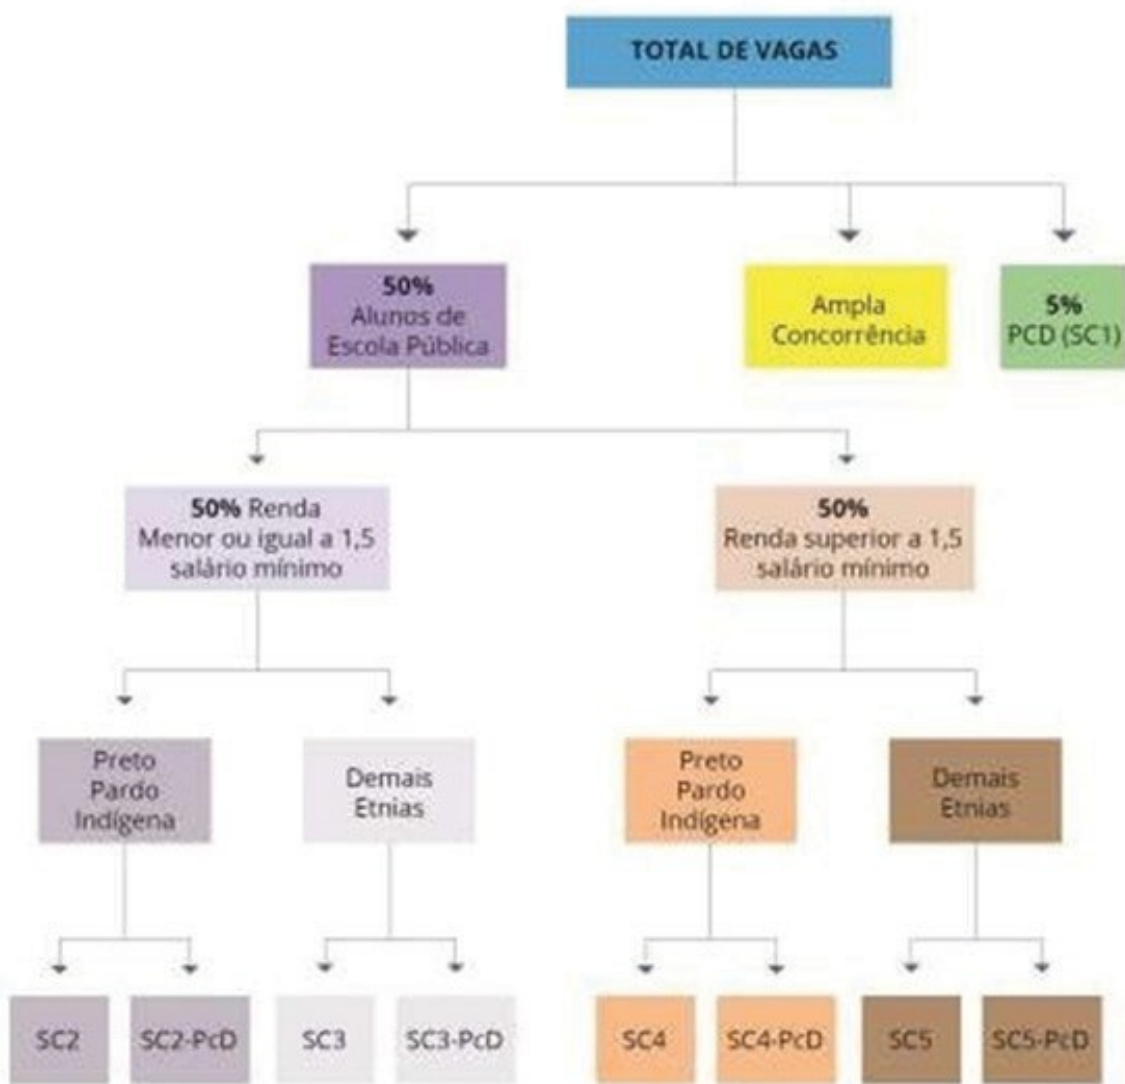 TOTAL DE VAGAS
50%
Alunos de
Escola Pública
Ampla
Concorrência
5%
PCD (SC1)
50% Renda
Menor ou igual a 1,5
salário mínimo
50%
Renda superior a 1,5
salário mínimo
Preto
Pardo
Indígena
Demais
Etnias
Preto
Pardo
Indígena
Demais
Etnias
SC2
SC2-PcD
SC3
SC3-PcD
SC4
SC4-PcD
SC5
SC5-PcD